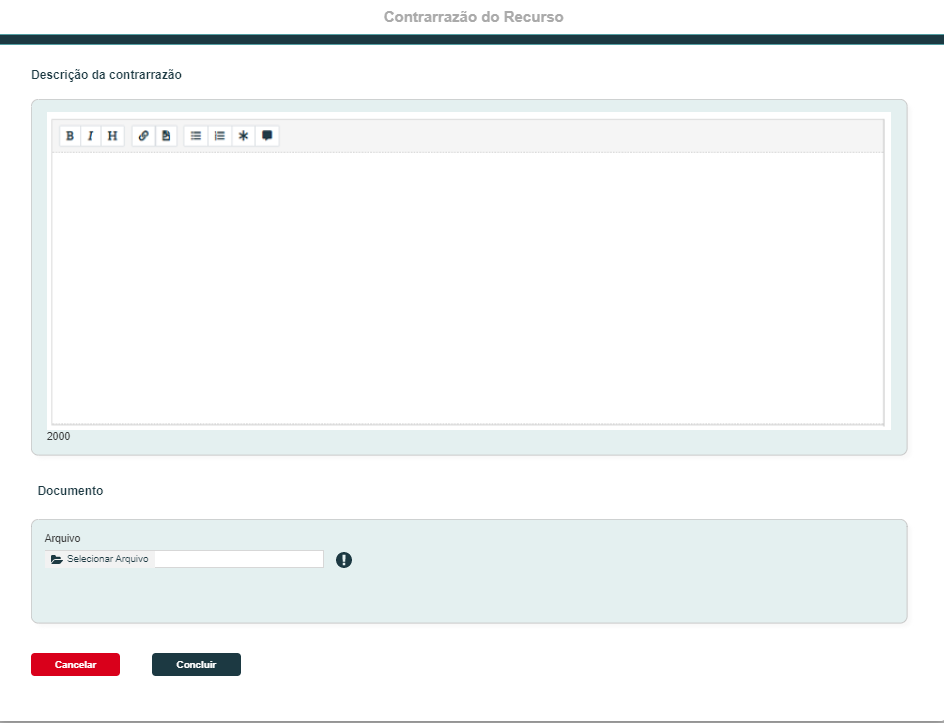 Contrarrazão do Recurso
Descrição da contrarrazão
B I H
2000
Documento
Arquivo
Selecionar Arquivo
Cancelar Concluir